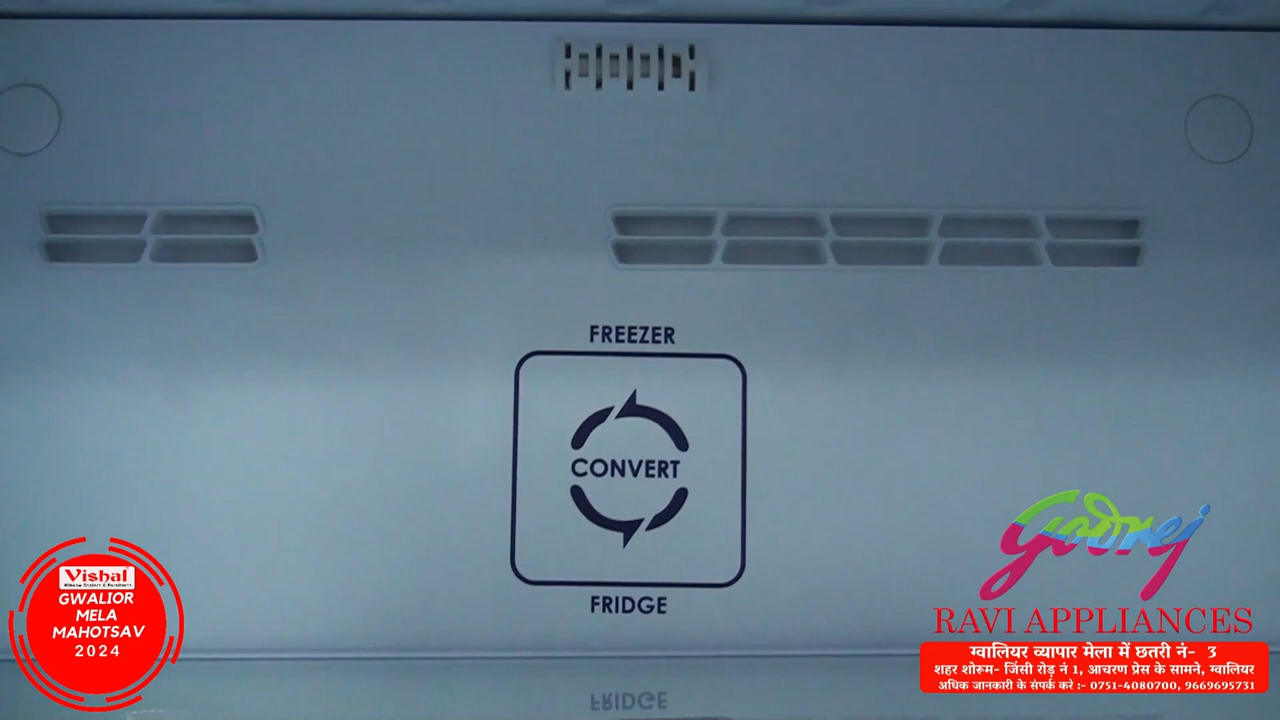 FREEZER
CONVERT
FRIDGE
Vishal
GWALIOR
MELA
MAHOTSAV
2024
Godrej
RAVI APPLIANCES
ग्वालियर व्यापार मेला में छतरी नं- 3
शहर शोरूम- जिंसी रोड़ नं 1, आचरण प्रेस के सामने, ग्वालियर
अधिक जानकारी के संपर्क करे :- 0751-4080700, 9669695731
FRIDGE